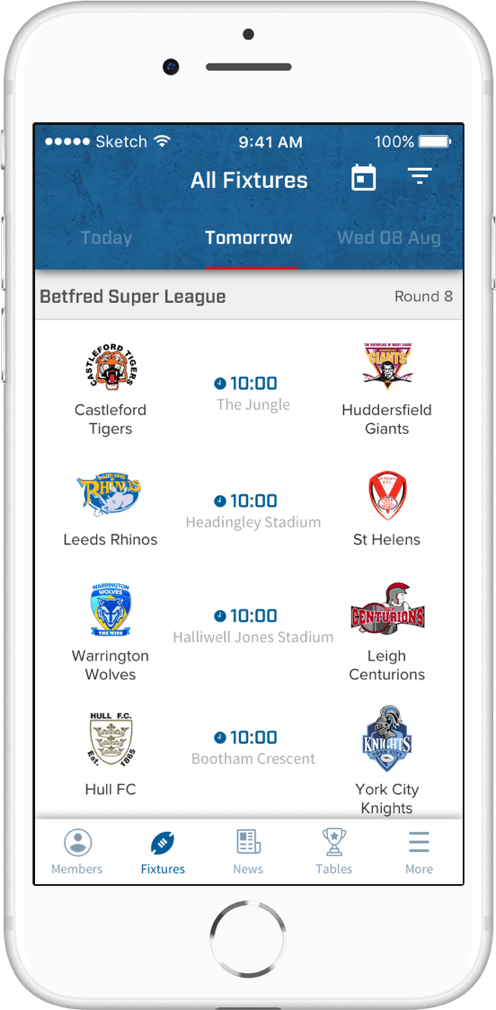 ●●●●● Sketch 9:41 AM 100%
All Fixtures
Today Tomorrow Wed 08 Aug
Betfred Super League Round 8
CASTLEFORD TIGERS
GIANTS
10:00
The Jungle
Castleford
Tigers
Huddersfield
Giants
RHINOS
10:00
Headingley Stadium
Leeds Rhinos
St Helens
WARRINGTON
WOLVES
THE WIRE
CENTURIONS
10:00
Halliwell Jones Stadium
Warrington
Wolves
Leigh
Centurions
HULL F.C.
Est. 1865
KNIGHTS
10:00
Bootham Crescent
Hull FC
York City
Knights
Members Fixtures News Tables More